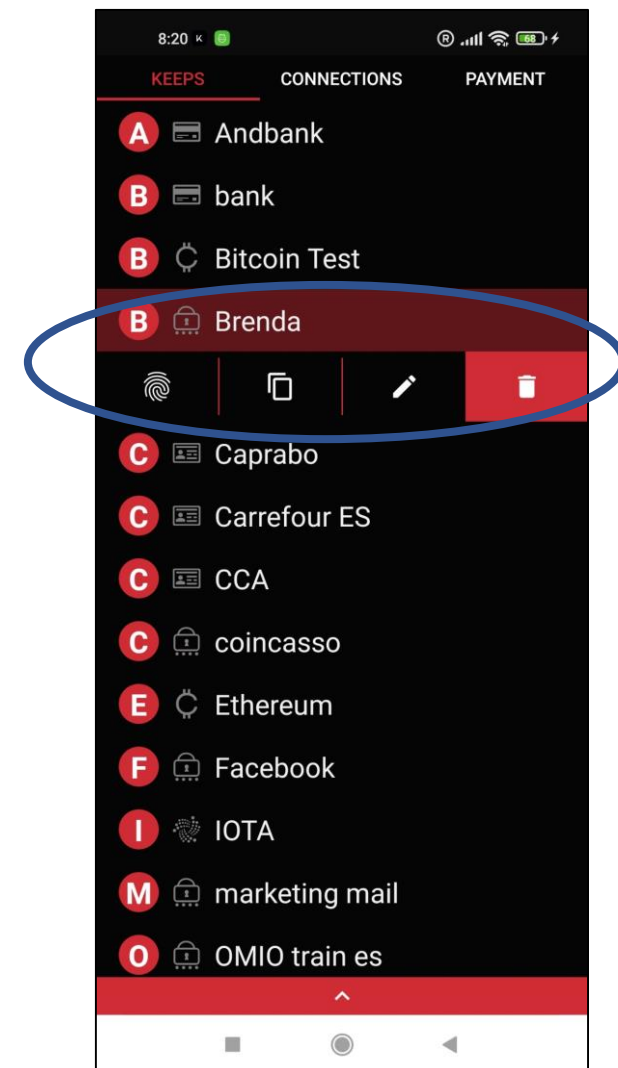 8:20 K R 68
KEEPS CONNECTIONS PAYMENT
A Andbank
B bank
B Bitcoin Test
B Brenda
C Caprabo
C Carrefour ES
C CCA
C coincasso
E Ethereum
F Facebook
I IOTA
M marketing mail
O OMIO train es